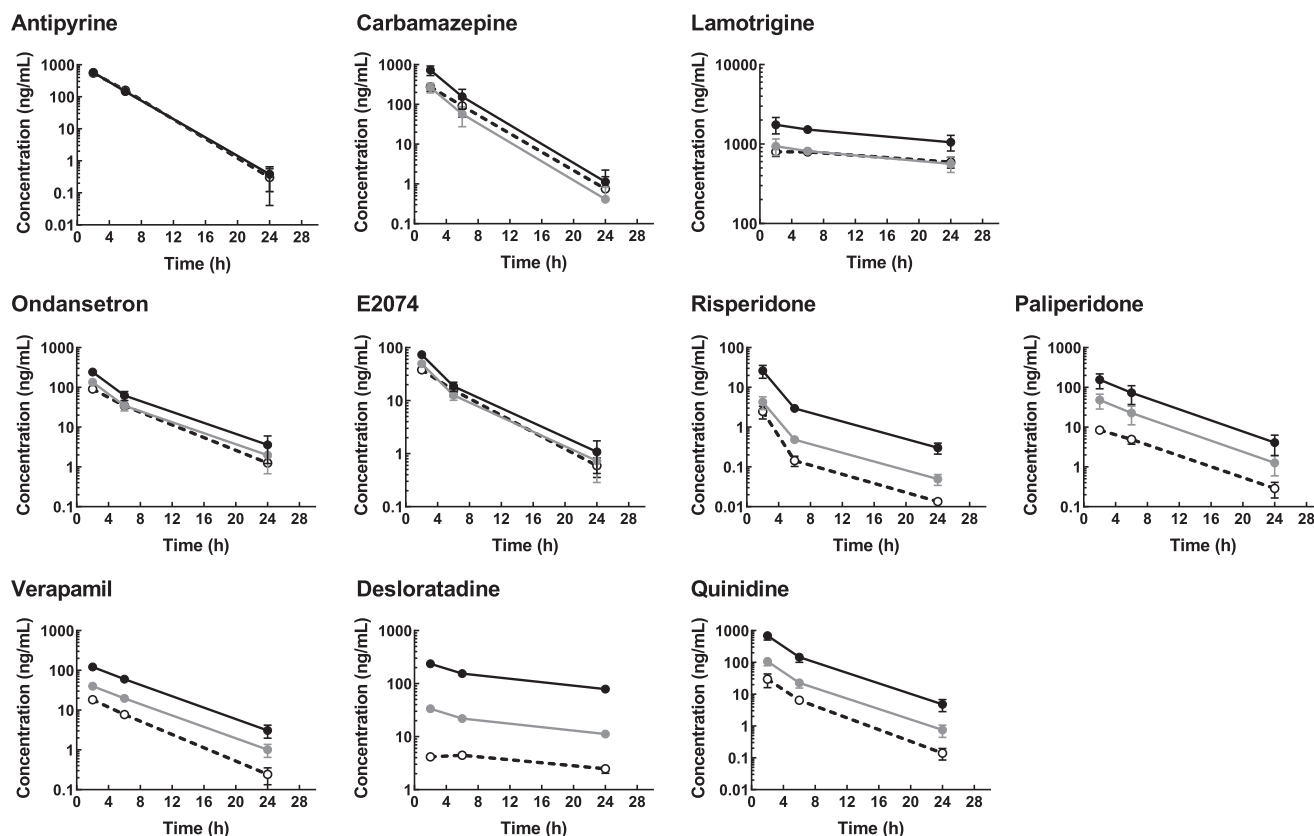 Antipyrine
Carbamazepine
Lamotrigine
Concentration (ng/mL)
1000
100
10
1
0.1
0.01
0 4 8 12 16 20 24 28
Time (h)
Concentration (ng/mL)
1000
100
10
1
0.1
0 4 8 12 16 20 24 28
Time (h)
Concentration (ng/mL)
10000
1000
100
0 4 8 12 16 20 24 28
Time (h)
Ondansetron
E2074
Risperidone
Paliperidone
Concentration (ng/mL)
1000
100
10
1
0.1
0 4 8 12 16 20 24 28
Time (h)
Concentration (ng/mL)
100
10
1
0.1
0 4 8 12 16 20 24 28
Time (h)
Concentration (ng/mL)
100
10
1
0.1
0.01
0 4 8 12 16 20 24 28
Time (h)
Concentration (ng/mL)
1000
100
10
1
0.1
0 4 8 12 16 20 24 28
Time (h)
Verapamil
Desloratadine
Quinidine
Concentration (ng/mL)
1000
100
10
1
0.1
0 4 8 12 16 20 24 28
Time (h)
Concentration (ng/mL)
1000
100
10
1
0 4 8 12 16 20 24 28
Time (h)
Concentration (ng/mL)
1000
100
10
1
0.1
0.01
0 4 8 12 16 20 24 28
Time (h)